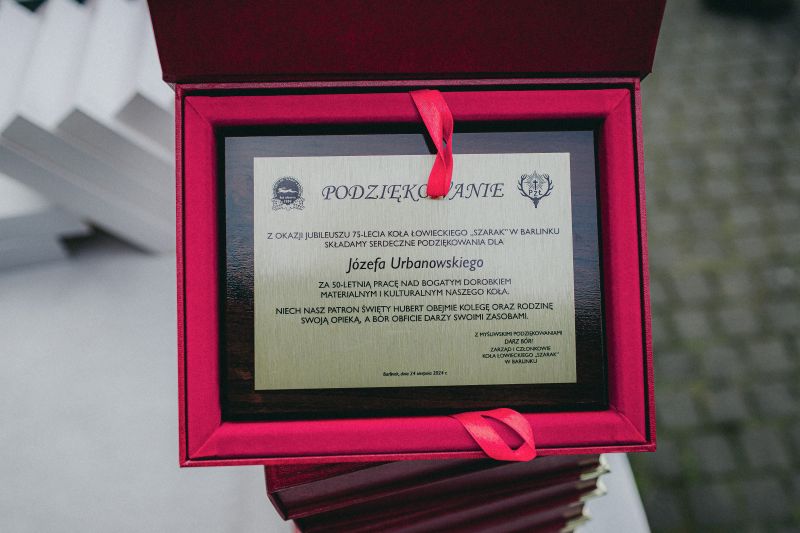 PODZIĘKOWANIE
PZŁ
Z OKAZJI JUBILEUSZU 75-LECIA KOŁA ŁOWIECKIEGO „SZARAK" W BARLINKU
SKŁADAMY SERDECZNE PODZIĘKOWANIA DLA
Józefa Urbanowskiego
ZA 50-LETNIĄ PRACĘ NAD BOGATYM DOROBKIEM
MATERIALNYM I KULTURALNYM NASZEGO KOŁA.
NIECH NASZ PATRON ŚWIĘTY HUBERT OBEJMIE KOLEGĘ ORAZ RODZINĘ
SWOJĄ OPIEKĄ, A BÓR OBFICIE DARZY SWOIMI ZASOBAMI.
Z MYŚLIWSKIMI PODZIĘKOWANIAMI
DARZ BÓR!
ZARZĄD I CZŁONKOWIE
KOŁA ŁOWIECKIEGO „SZARAK"
W BARLINKU
Barlinek, dnia 24 sierpnia 2024 r.